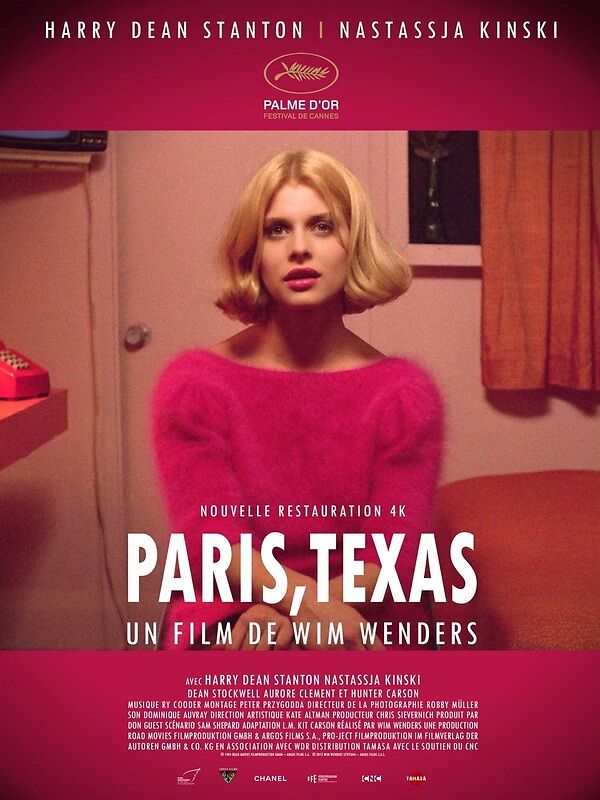 HARRY DEAN STANTON | NASTASSJA KINSKI
PALME D'OR
FESTIVAL DE CANNES
NOUVELLE RESTAURATION 4K
PARIS, TEXAS
UN FILM DE WIM WENDERS
AVEC HARRY DEAN STANTON NASTASSJA KINSKI
DEAN STOCKWELL AURORE CLEMENT ET HUNTER CARSON
MUSIQUE RY COODER MONTAGE PETER PRZYGODDA DIRECTEUR DE LA PHOTOGRAPHIE ROBBY MÜLLER
SON DOMINIQUE AUVRAY DIRECTION ARTISTIQUE KATE ALTMAN PRODUCTEUR CHRIS SIEVERNICH PRODUIT PAR
DON GUEST SCÉNARIO SAM SHEPARD ADAPTATION L.M. KIT CARSON RÉALISÉ PAR WIM WENDERS UNE PRODUCTION
ROAD MOVIES FILMPRODUKTION GMBH & ARGOS FILMS S.A., PRO-JECT FILMPRODUKTION IM FILMVERLAG DER
AUTOREN GMBH & CO. KG EN ASSOCIATION AVEC WDR DISTRIBUTION TAMASA AVEC LE SOUTIEN DU CNC
CHANEL
FFE
CNC
TAMASA